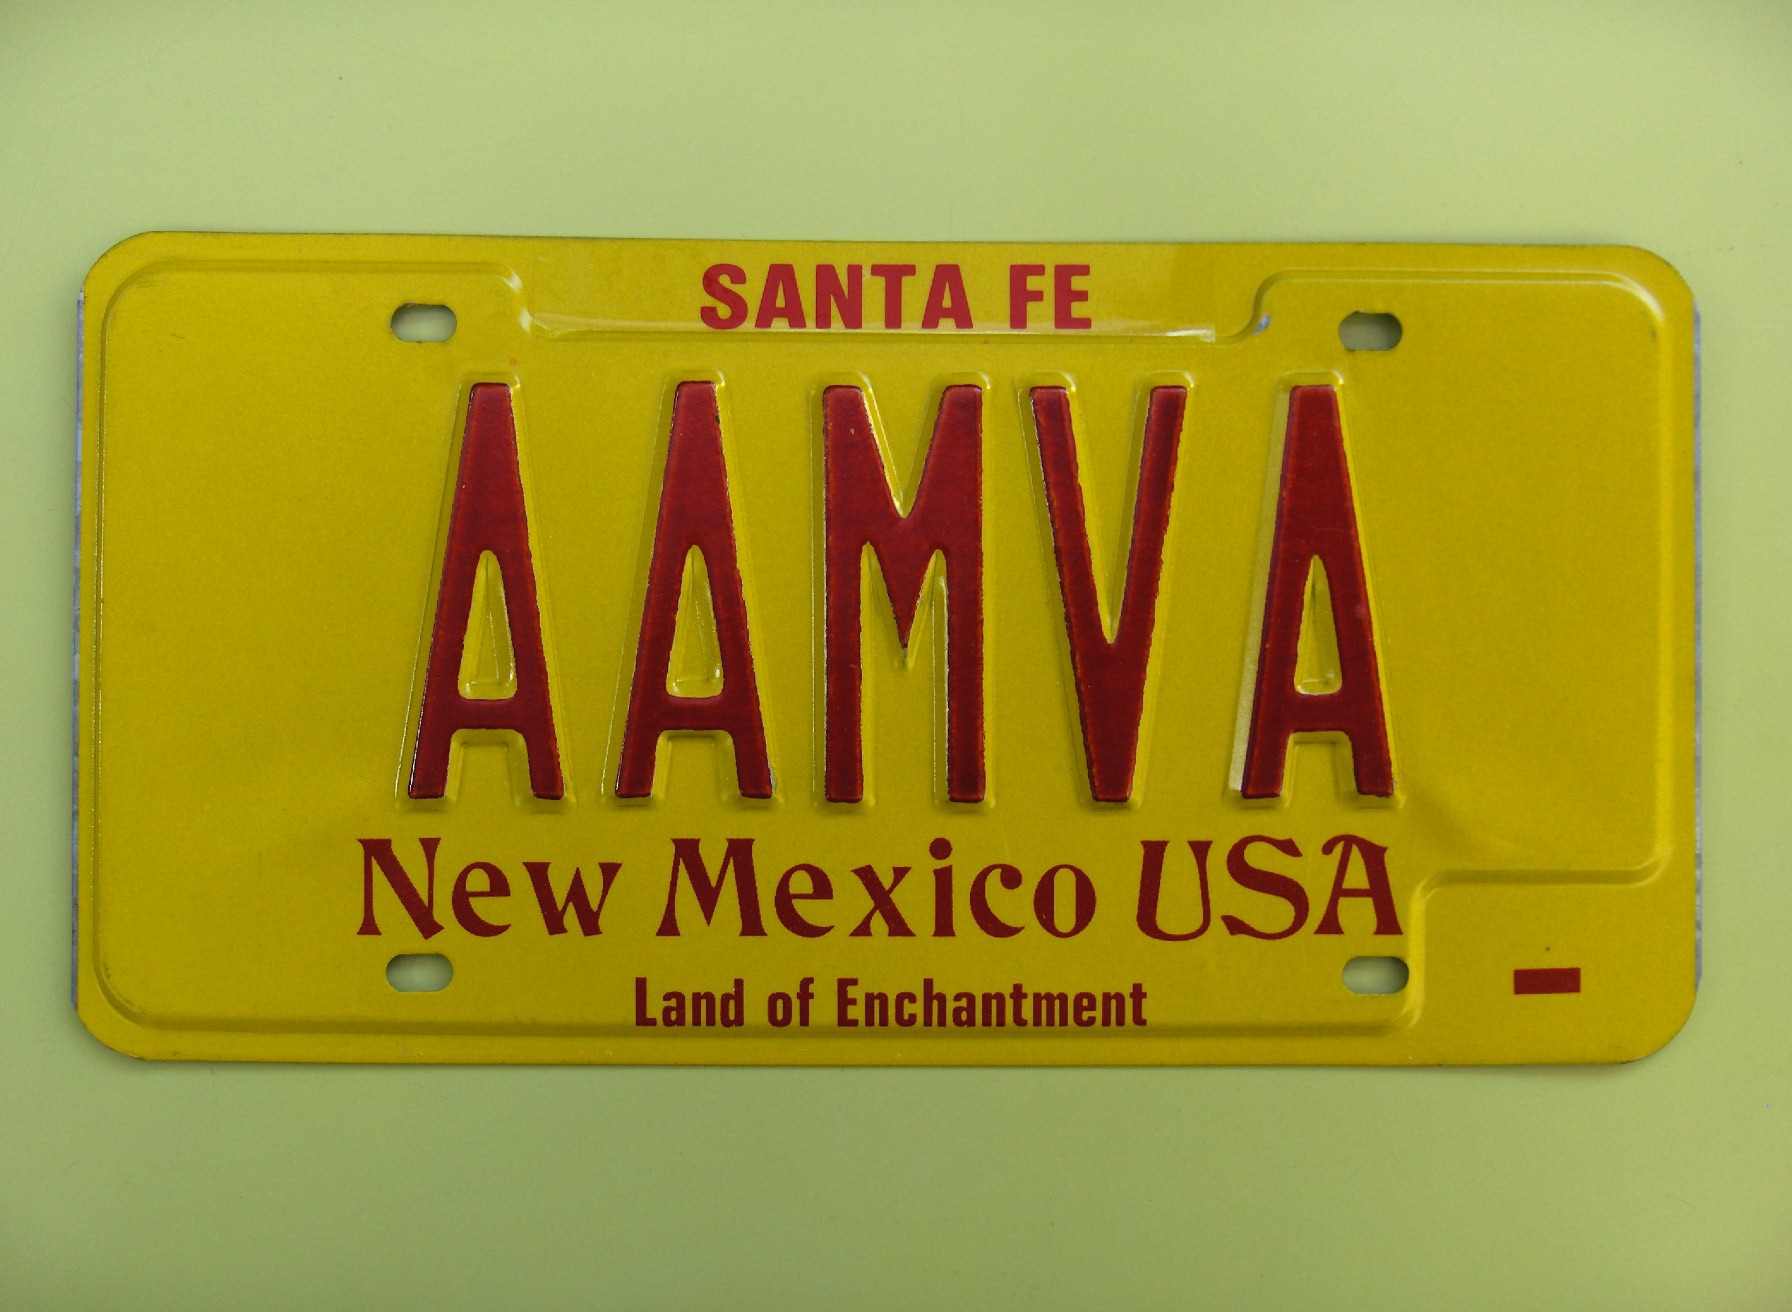 SANTA FE
AAMVA
New Mexico USA
Land of Enchantment